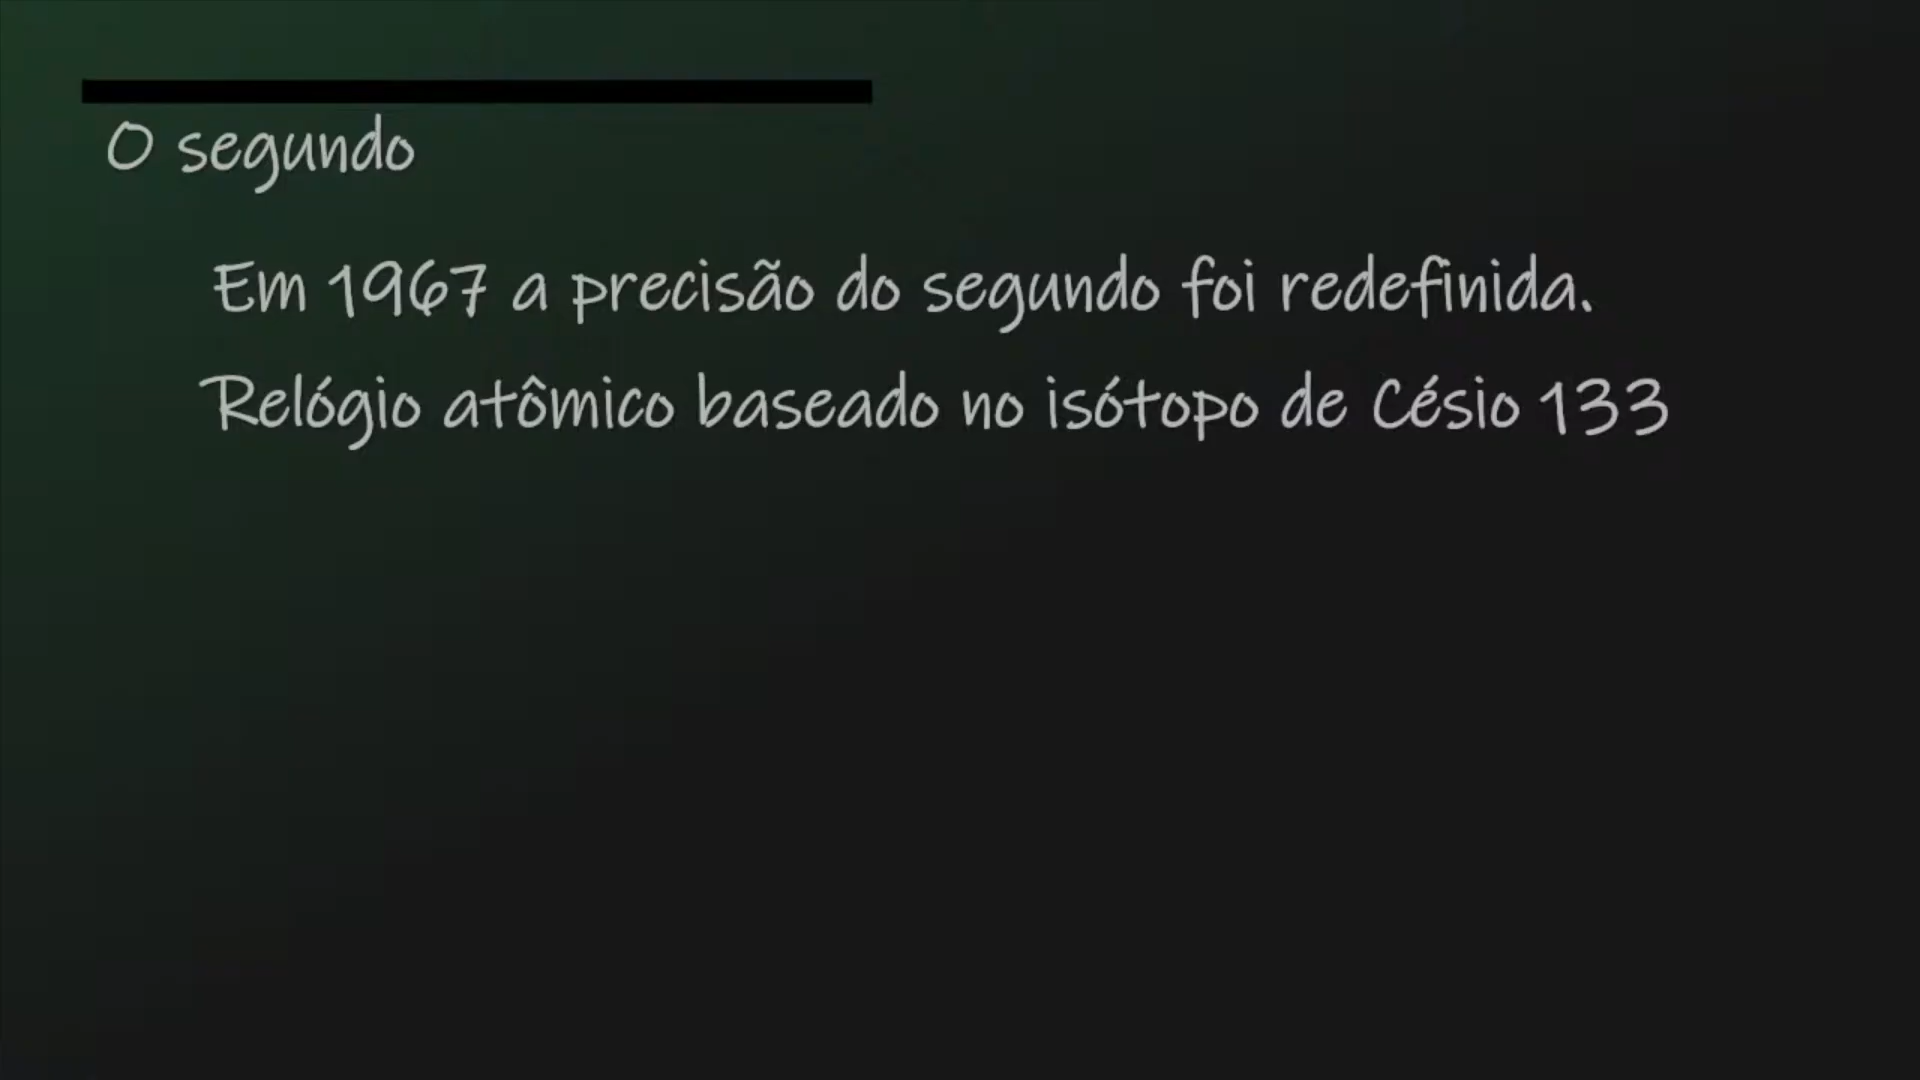 O segundo
Em 1967 a precisão do segundo foi redefinida.
Relógio atômico baseado no isótopo de Césio 133